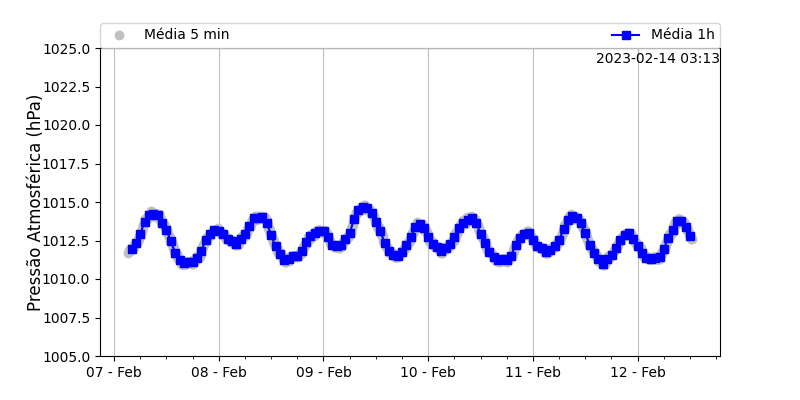 Média 5 min
Média 1h
2023-02-14 03:13
Pressão Atmosférica (hPa)
1025.0
1022.5
1020.0
1017.5
1015.0
1012.5
1010.0
1007.5
1005.0
07 - Feb
08 - Feb
09 - Feb
10 - Feb
11 - Feb
12 - Feb